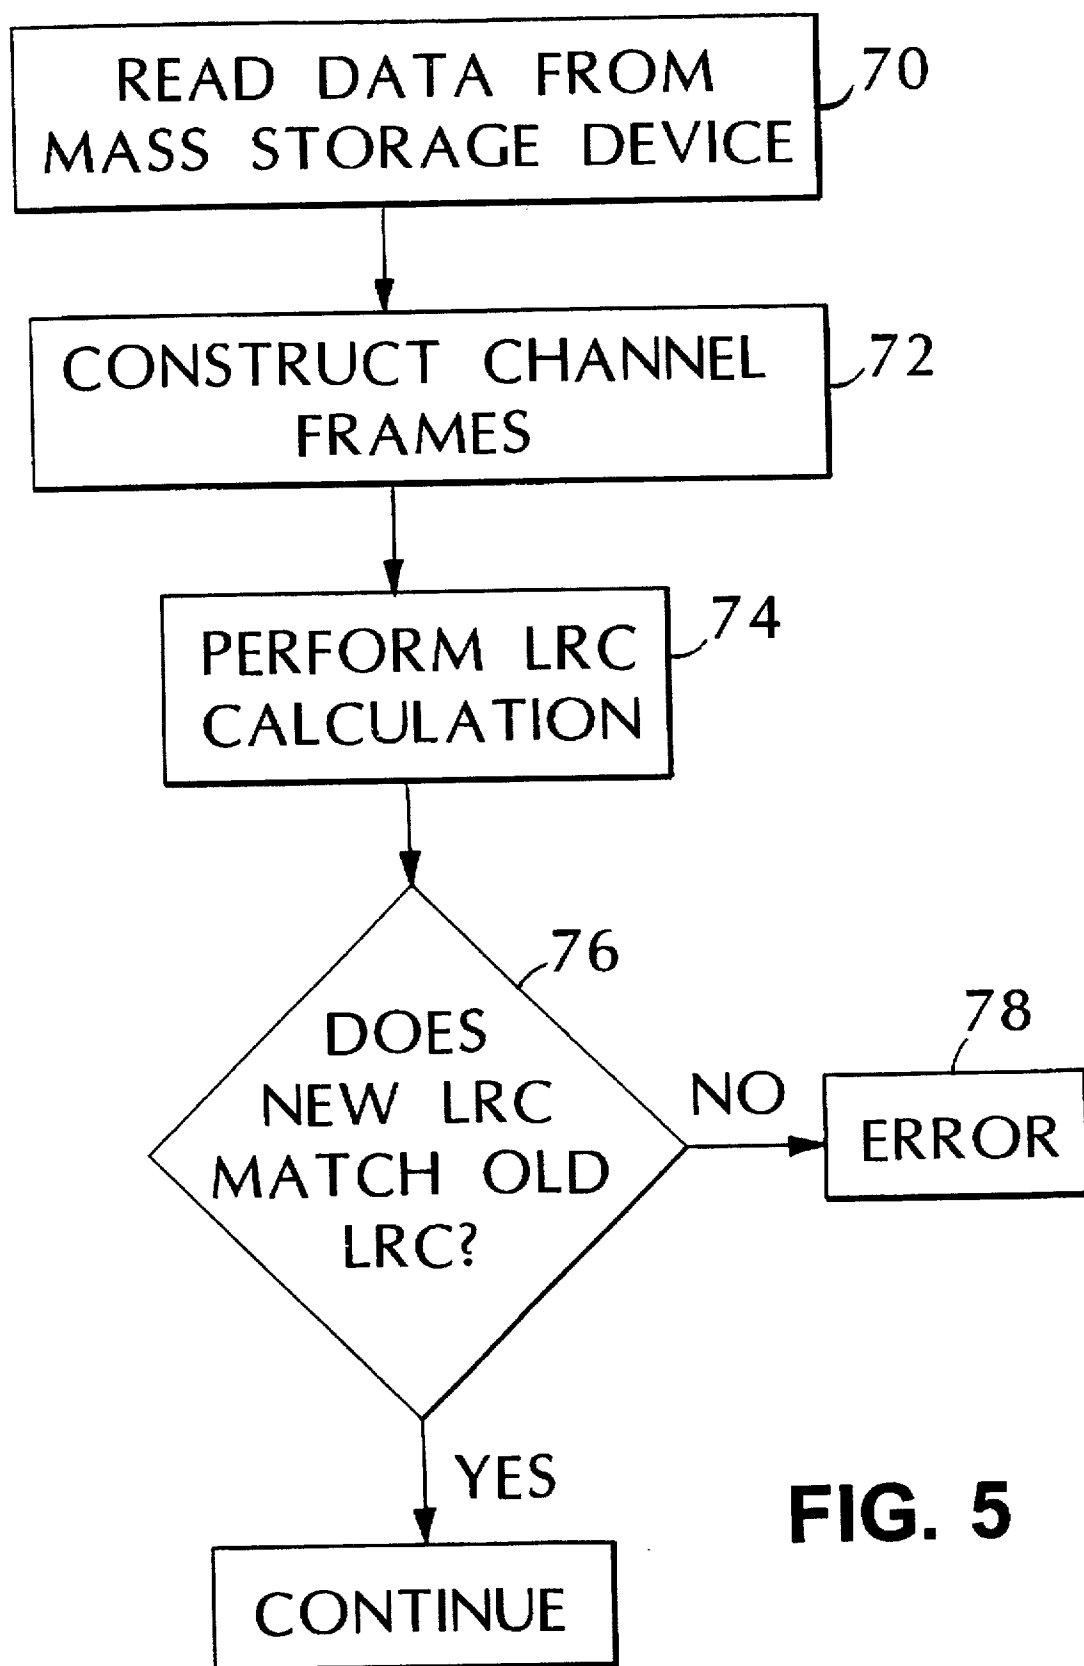 READ DATA FROM
MASS STORAGE DEVICE
70
CONSTRUCT CHANNEL
FRAMES
72
PERFORM LRC
CALCULATION
74
76
DOES
NEW LRC
MATCH OLD
LRC?
NO
78
ERROR
YES
CONTINUE
FIG. 5